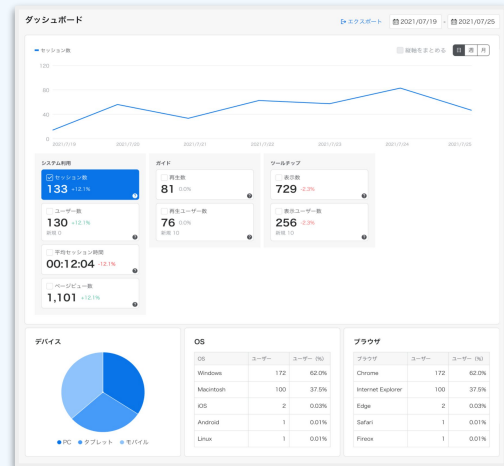 ダッシュボード
エクスポート 2021/07/19 - 2021/07/25
セッション数
縦軸をまとめる 日 週 月
120
80
40
0
2021/7/19 2021/7/20 2021/7/21 2021/7/22 2021/7/23 2021/7/24 2021/7/25
システム利用 ガイド ツールチップ
セッション数 再生数 表示数
133 +12.1% 81 0.0% 729 -2.3%
ユーザー数 再生ユーザー数 表示ユーザー数
130 +12.1% 76 0.0% 256 -2.3%
新規 0 新規 10 新規 10
平均セッション時間
00:12:04 -12.1%
ページビュー数
1,101 +12.1%
デバイス
PC タブレット モバイル
OS
OS ユーザー ユーザー (%)
Windows 172 62.0%
Macintosh 100 37.5%
iOS 2 0.03%
Android 1 0.01%
Linux 1 0.01%
ブラウザ
ブラウザ ユーザー ユーザー (%)
Chrome 172 62.0%
Internet Explorer 100 37.5%
Edge 2 0.03%
Safari 1 0.01%
Fireox 1 0.01%